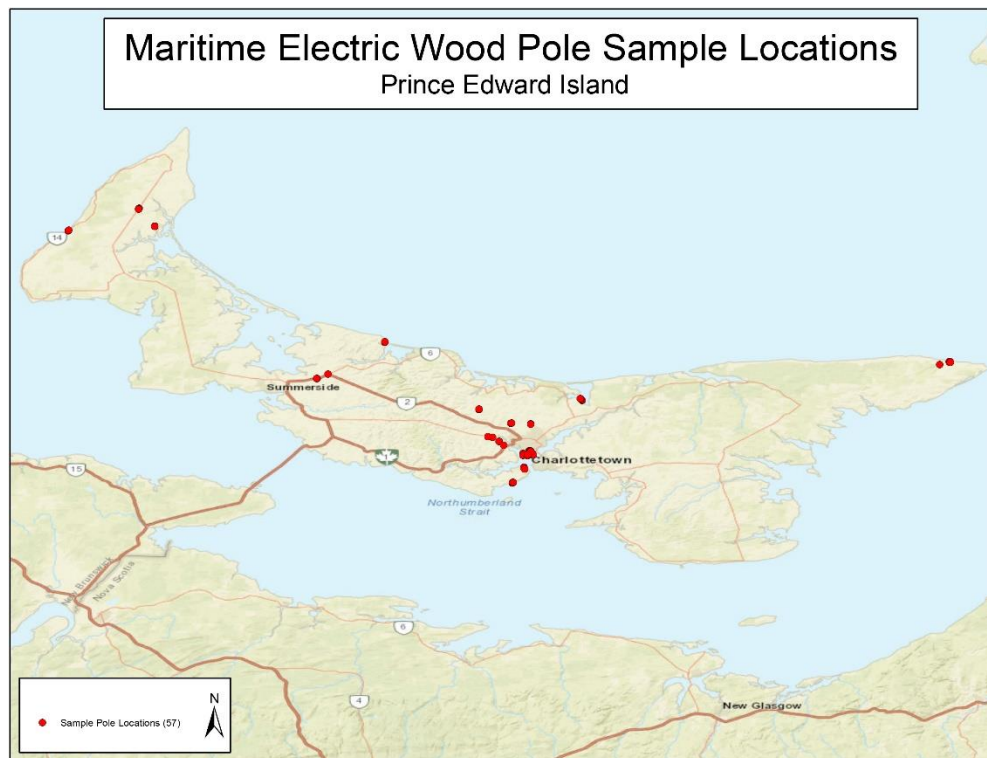 Maritime Electric Wood Pole Sample Locations
Prince Edward Island
14
6
Summerside
2
1
Charlottetown
15
Northumberland
Strait
New Brunswick
Nova Scotia
6
4
New Glasgow
N
Sample Pole Locations (57)